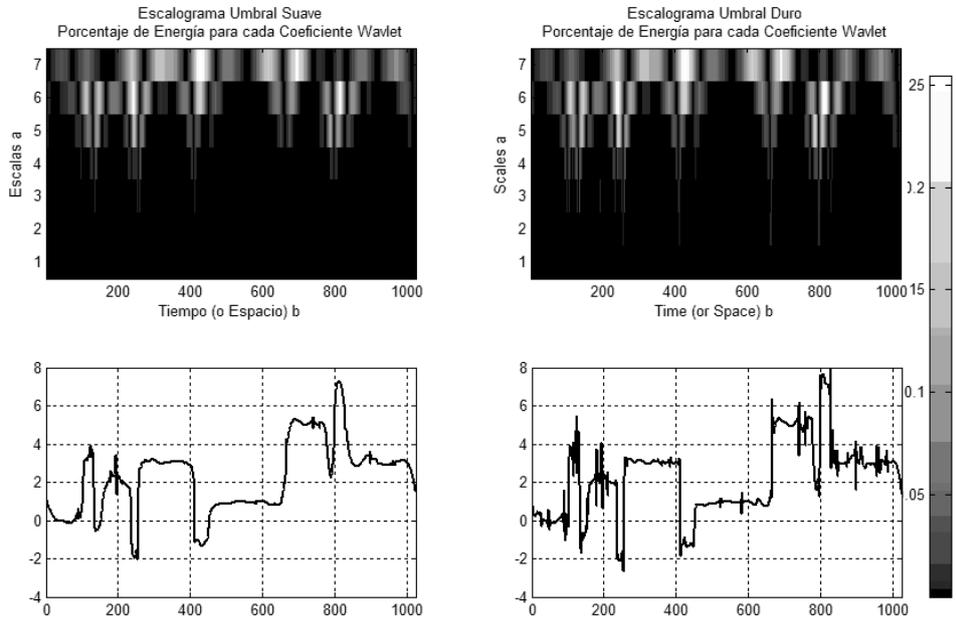 Escalograma Umbral Suave
Porcentaje de Energía para cada Coeficiente Wavlet
7
6
5
4
3
2
1
Escalas a
200 400 600 800 1000
Tiempo (o Espacio) b
Escalograma Umbral Duro
Porcentaje de Energía para cada Coeficiente Wavlet
7
6
5
4
3
2
1
Scales a
200 400 600 800 1000
Time (or Space) b
25
0.2
15
0.1
.05
8
6
4
2
0
-2
-4
0 200 400 600 800 1000
8
6
4
2
0
-2
-4
0 200 400 600 800 1000